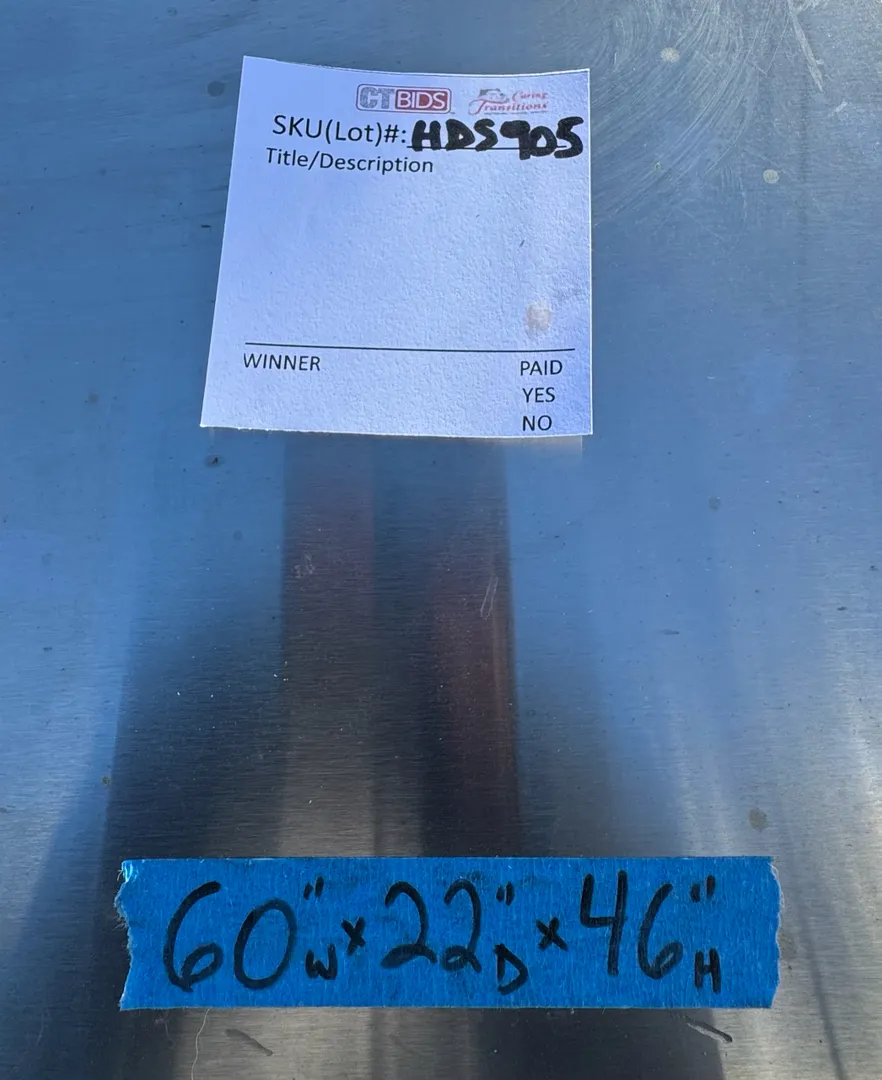 CTBIDS Caring Transitions
SKU(Lot)#: HDS905
Title/Description
WINNER PAID
YES
NO
60"W x 22"D x 46"H